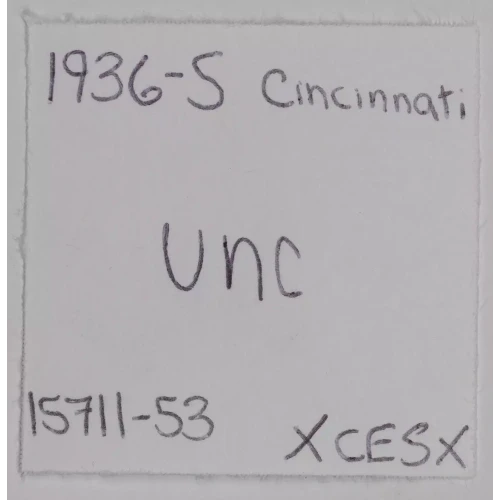 1936-S Cincinnati
Unc
15711-53 XCESX